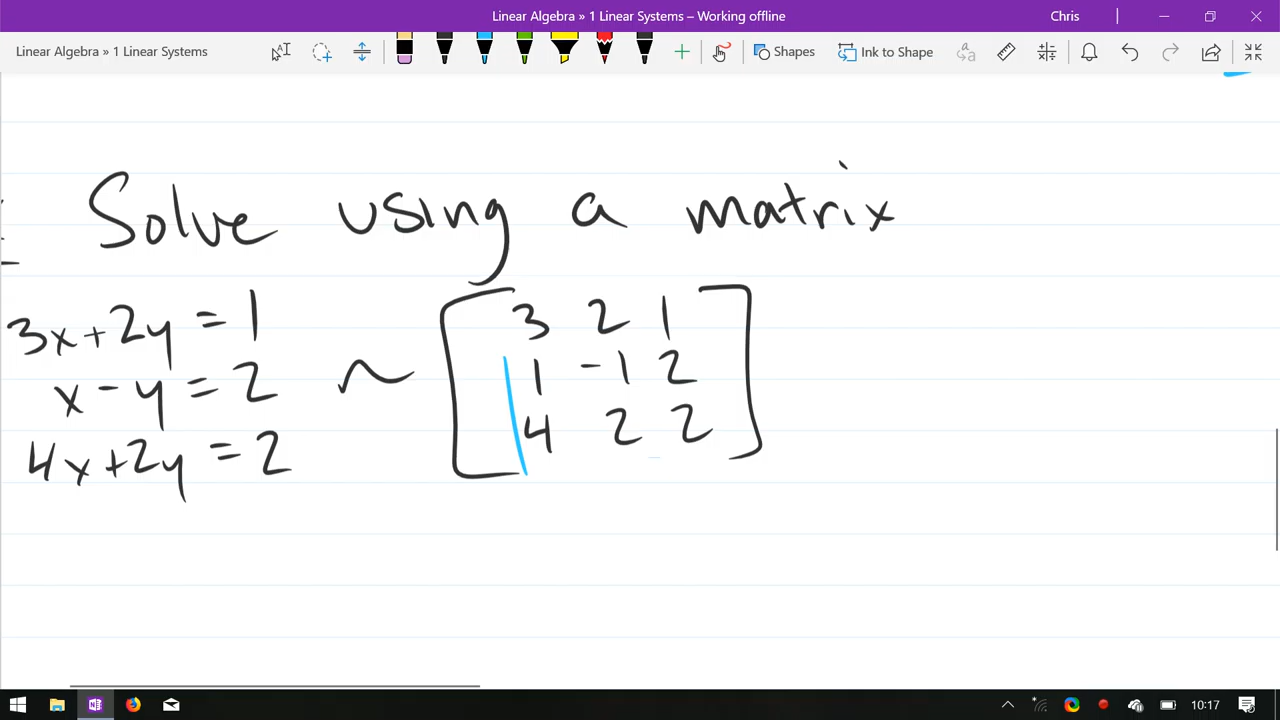 Linear Algebra » 1 Linear Systems – Working offline
Chris
Linear Algebra » 1 Linear Systems
Shapes
Ink to Shape
Solve using a matrix
3x+2y=1
x-y=2
4x+2y=2
~
3 2 1
1 -1 2
4 2 2
10:17